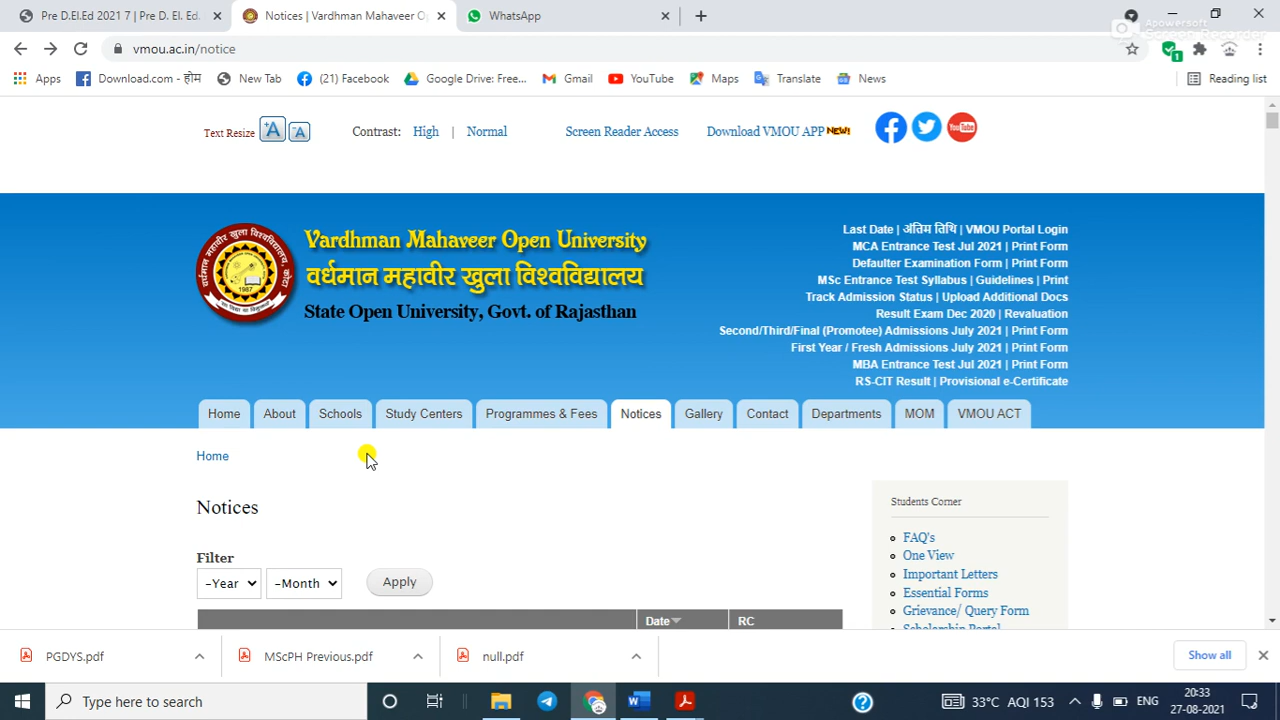 Pre D.El.Ed 2021 7 | Pre D. El. Ed.
Notices | Vardhman Mahaveer O
WhatsApp
Apowersoft
Screen Recorder
vmou.ac.in/notice
1
Apps
Download.com - होम
New Tab
(21) Facebook
Google Drive: Free...
Gmail
YouTube
Maps
Translate
News
Reading list
Text Resize +A -A
Contrast: High | Normal
Screen Reader Access
Download VMOU APP NEW!
You Tube
Vardhman Mahaveer Open University
वर्धमान महावीर खुला विश्वविद्यालय
State Open University, Govt. of Rajasthan
1987
Last Date | अंतिम तिथि | VMOU Portal Login
MCA Entrance Test Jul 2021 | Print Form
Defaulter Examination Form | Print Form
MSc Entrance Test Syllabus | Guidelines | Print
Track Admission Status | Upload Additional Docs
Result Exam Dec 2020 | Revaluation
Second/Third/Final (Promotee) Admissions July 2021 | Print Form
First Year / Fresh Admissions July 2021 | Print Form
MBA Entrance Test Jul 2021 | Print Form
RS-CIT Result | Provisional e-Certificate
Home
About
Schools
Study Centers
Programmes & Fees
Notices
Gallery
Contact
Departments
MOM
VMOU ACT
Home
Notices
Filter
-Year
-Month
Apply
Date
RC
Students Corner
FAQ's
One View
Important Letters
Essential Forms
Grievance/ Query Form
Scholarship Portal
PGDYS.pdf
MScPH Previous.pdf
null.pdf
Show all
Type here to search
33°C AQI 153
ENG
20:33
27-08-2021